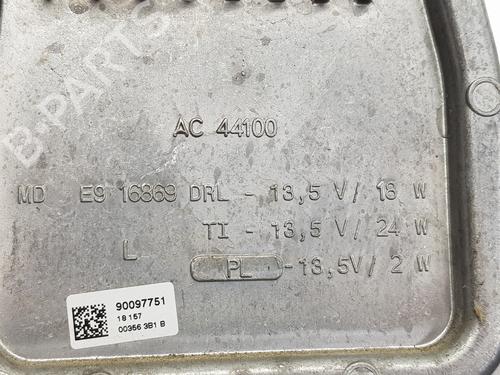 B-PARTS
AC 44100
MD E9 16869 DRL - 13,5 V/ 18 W
L TI - 13,5 V/ 24 W
PL - 13,5V/ 2 W
90097751
18 157
00356 3B1 B